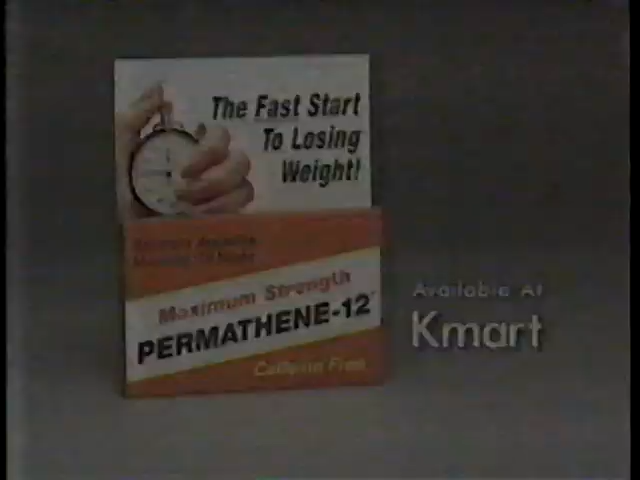 The Fast Start
To Losing
Weight!
Maximum Strength
PERMATHENE-12
Caffeine Free
Available At
Kmart